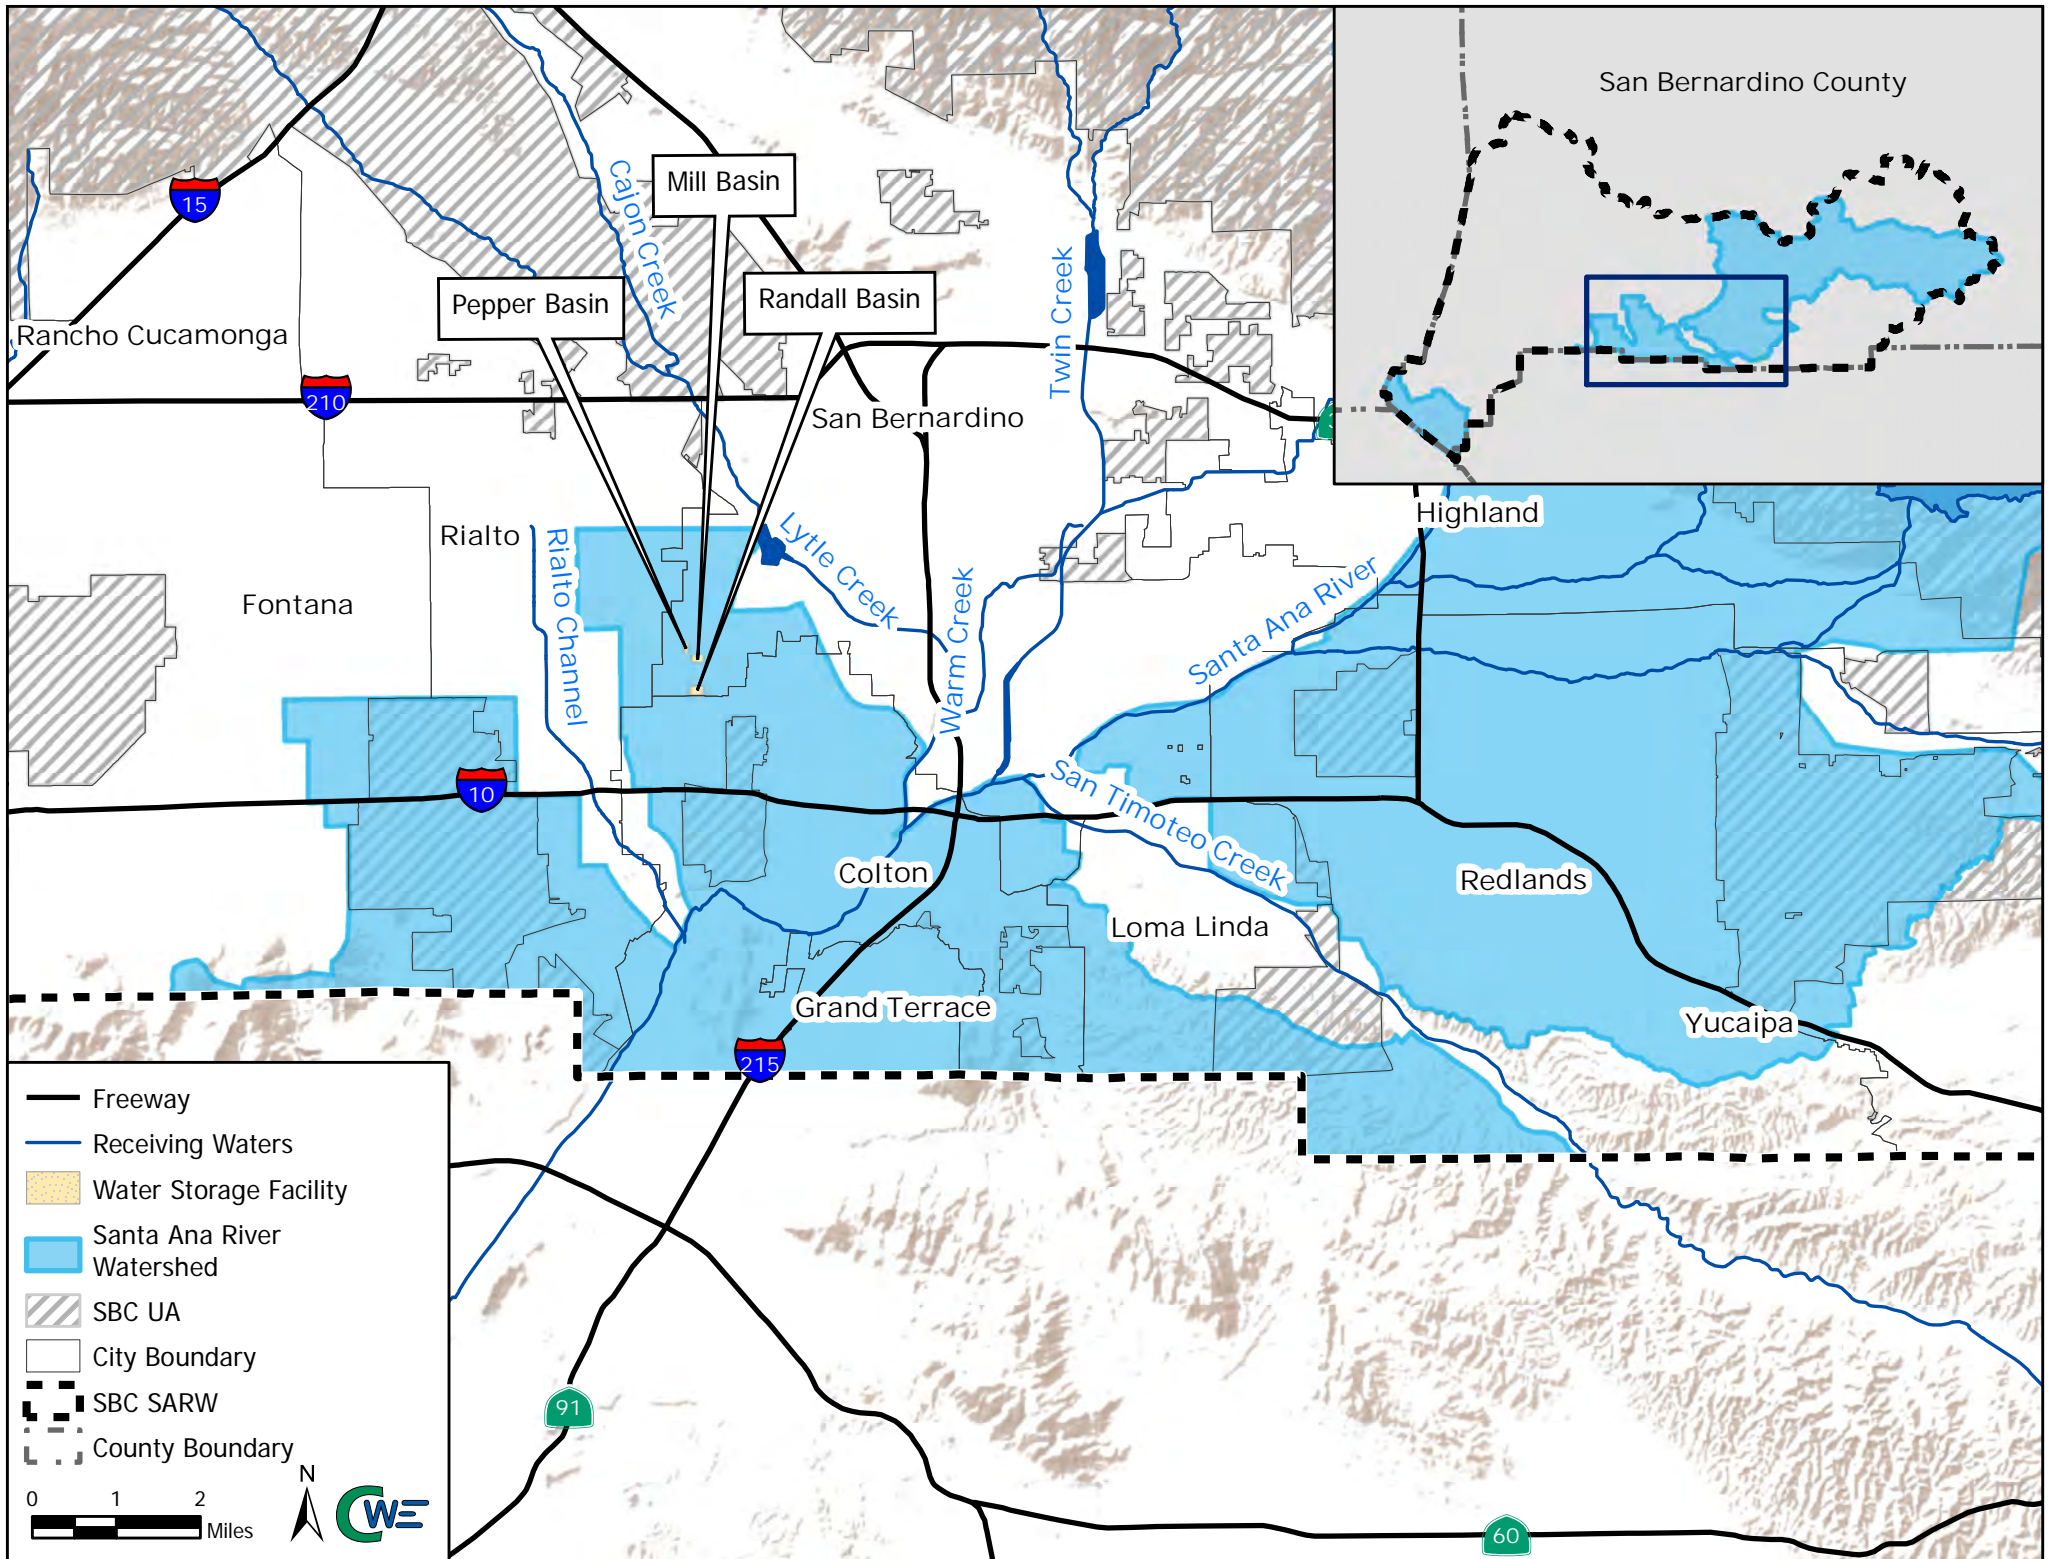 San Bernardino County
Cajon Creek
Mill Basin
15
Twin Creek
Pepper Basin
Randall Basin
Rancho Cucamonga
210
San Bernardino
Highland
Rialto
Rialto Channel
Lytle Creek
Warm Creek
Santa Ana River
Fontana
10
San Timoteo Creek
Colton
Redlands
Loma Linda
Grand Terrace
Yucaipa
215
Freeway
Receiving Waters
Water Storage Facility
Santa Ana River
Watershed
SBC UA
City Boundary
SBC SARW
County Boundary
91
N
0 1 2
Miles
CWE
60